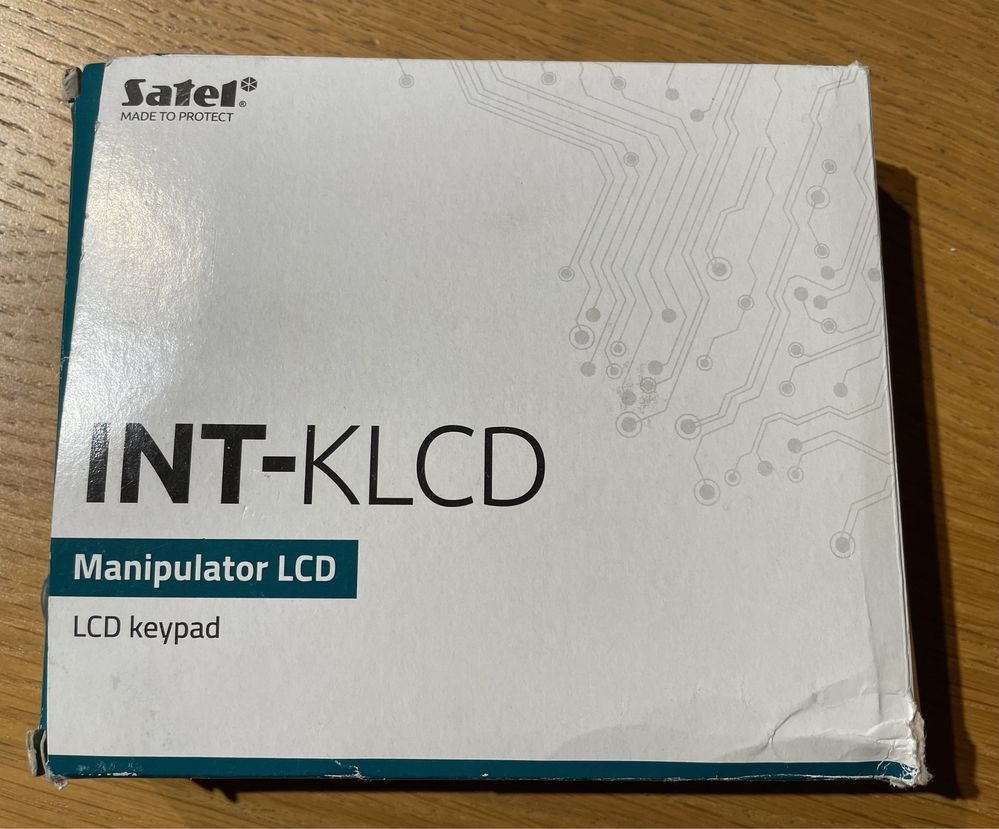 Satel®
MADE TO PROTECT
INT-KLCD
Manipulator LCD
LCD keypad